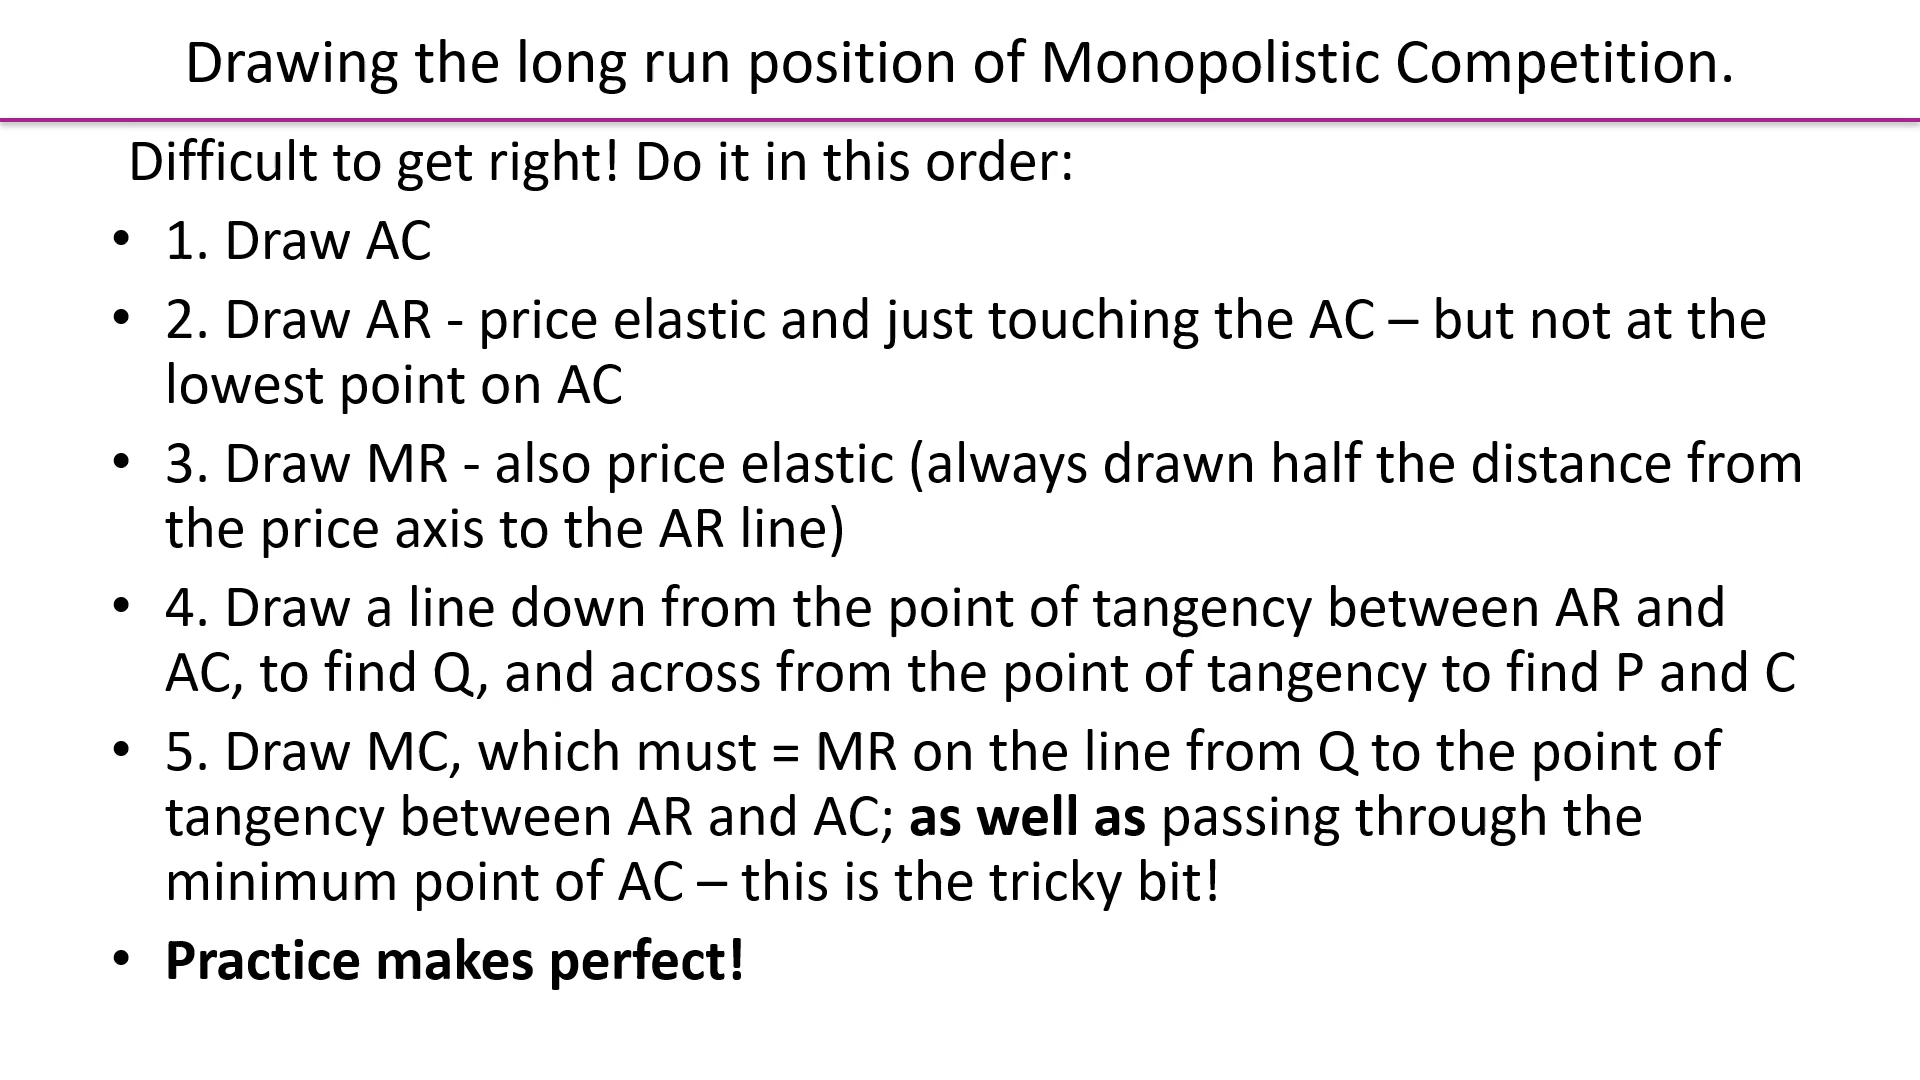 Drawing the long run position of Monopolistic Competition.
Difficult to get right! Do it in this order:
• 1. Draw AC
• 2. Draw AR - price elastic and just touching the AC – but not at the
lowest point on AC
• 3. Draw MR - also price elastic (always drawn half the distance from
the price axis to the AR line)
• 4. Draw a line down from the point of tangency between AR and
AC, to find Q, and across from the point of tangency to find P and C
• 5. Draw MC, which must = MR on the line from Q to the point of
tangency between AR and AC; as well as passing through the
minimum point of AC – this is the tricky bit!
• Practice makes perfect!